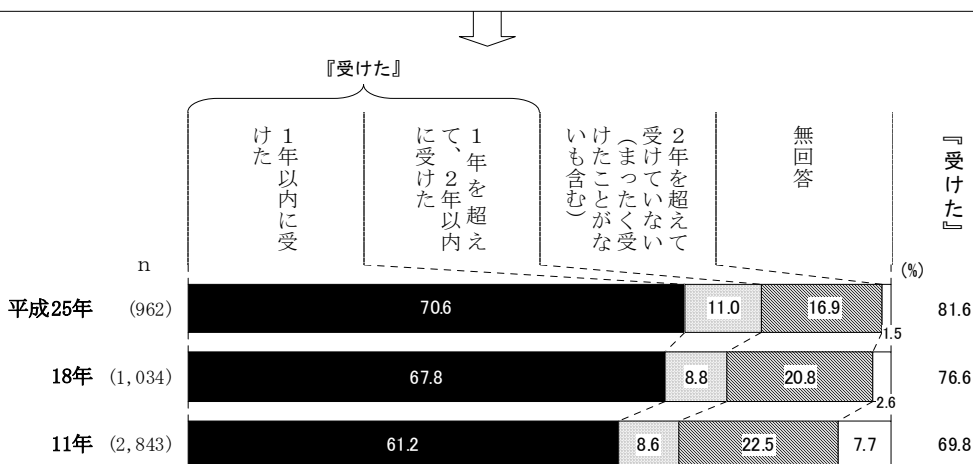 『受けた』
１年以内に受
けた
１年を超え
て、２年以内
に受けた
２年を超えて
受けていない
（まったく受
けたことがな
いも含む）
無回答
『受けた』
n
(%)
平成25年 (962) 70.6 11.0 16.9 1.5 81.6
18年 (1,034) 67.8 8.8 20.8 2.6 76.6
11年 (2,843) 61.2 8.6 22.5 7.7 69.8